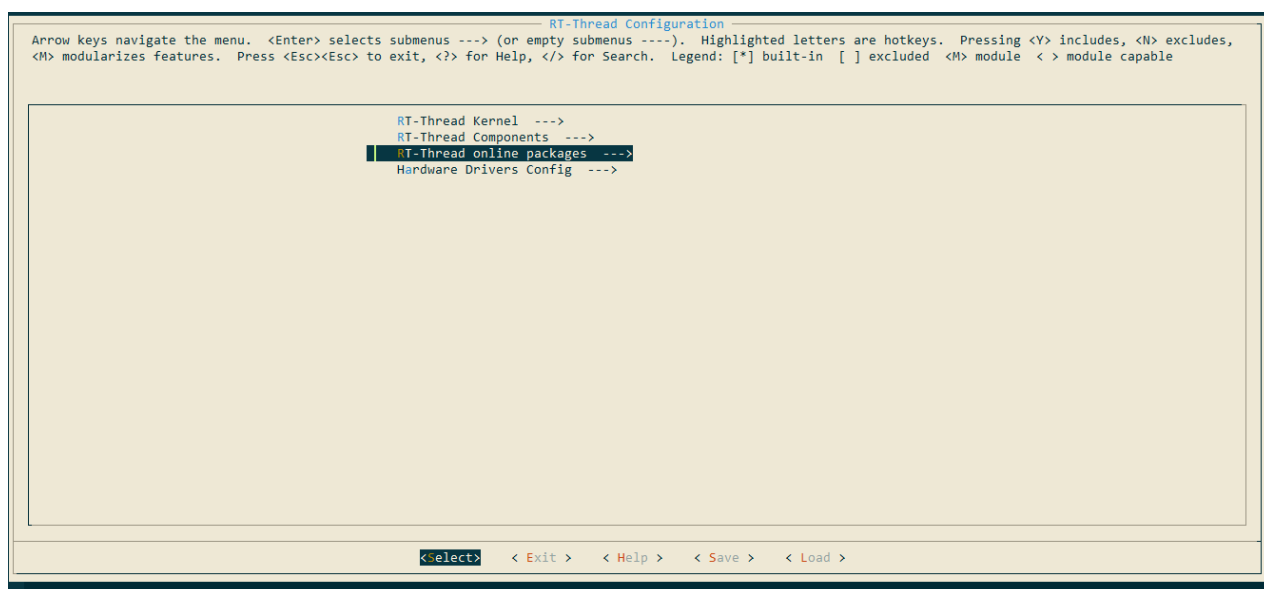 RT-Thread Configuration
Arrow keys navigate the menu.  <Enter> selects submenus ---> (or empty submenus ----).  Highlighted letters are hotkeys.  Pressing <Y> includes, <N> excludes,
<M> modularizes features.  Press <Esc><Esc> to exit, <?> for Help, </> for Search.  Legend: [*] built-in  [ ] excluded  <M> module  < > module capable
RT-Thread Kernel  --->
RT-Thread Components  --->
RT-Thread online packages  --->
Hardware Drivers Config  --->
<Select>    < Exit >    < Help >    < Save >    < Load >